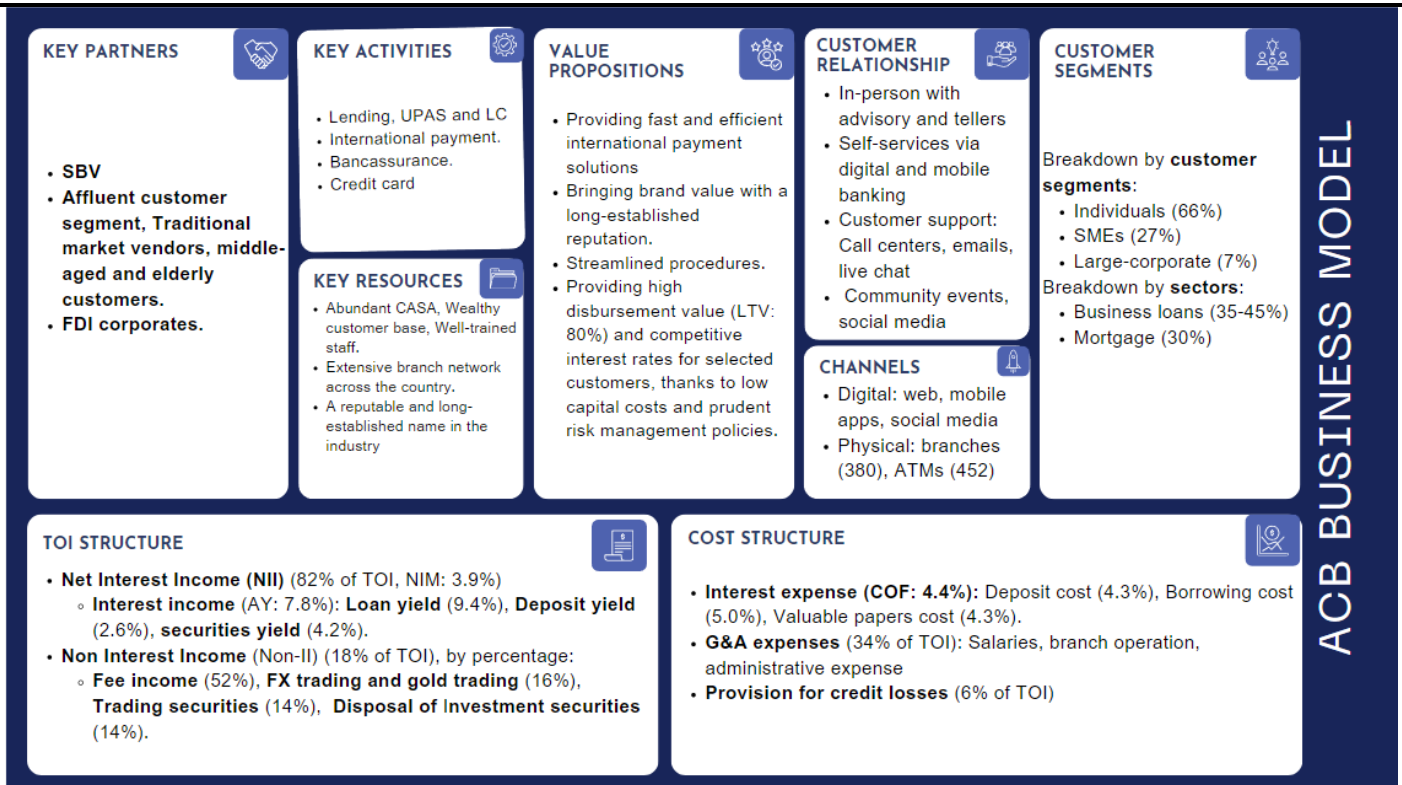 KEY PARTNERS
• SBV
• Affluent customer
segment, Traditional
market vendors, middle-
aged and elderly
customers.
• FDI corporates.
KEY ACTIVITIES
• Lending, UPAS and LC
• International payment.
• Bancassurance.
• Credit card
KEY RESOURCES
• Abundant CASA, Wealthy
customer base, Well-trained
staff.
• Extensive branch network
across the country.
• A reputable and long-
established name in the
industry
VALUE
PROPOSITIONS
• Providing fast and efficient
international payment
solutions
• Bringing brand value with a
long-established
reputation.
• Streamlined procedures.
• Providing high
disbursement value (LTV:
80%) and competitive
interest rates for selected
customers, thanks to low
capital costs and prudent
risk management policies.
CUSTOMER
RELATIONSHIP
• In-person with
advisory and tellers
• Self-services via
digital and mobile
banking
• Customer support:
Call centers, emails,
live chat
• Community events,
social media
CHANNELS
• Digital: web, mobile
apps, social media
• Physical: branches
(380), ATMs (452)
CUSTOMER
SEGMENTS
Breakdown by customer
segments:
• Individuals (66%)
• SMEs (27%)
• Large-corporate (7%)
Breakdown by sectors:
• Business loans (35-45%)
• Mortgage (30%)
TOI STRUCTURE
• Net Interest Income (NII) (82% of TOI, NIM: 3.9%)
◦ Interest income (AY: 7.8%): Loan yield (9.4%), Deposit yield
(2.6%), securities yield (4.2%).
• Non Interest Income (Non-II) (18% of TOI), by percentage:
◦ Fee income (52%), FX trading and gold trading (16%),
Trading securities (14%), Disposal of Investment securities
(14%).
COST STRUCTURE
• Interest expense (COF: 4.4%): Deposit cost (4.3%), Borrowing cost
(5.0%), Valuable papers cost (4.3%).
• G&A expenses (34% of TOI): Salaries, branch operation,
administrative expense
• Provision for credit losses (6% of TOI)
ACB BUSINESS MODEL